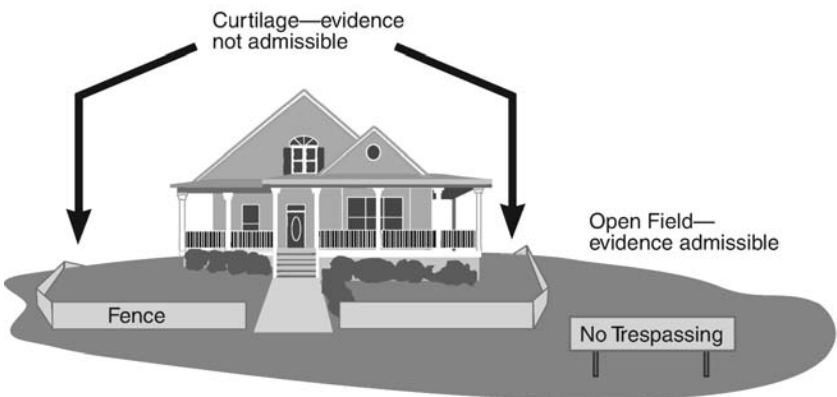 Curtilage—evidence
not admissible
Open Field—
evidence admissible
Fence
No Trespassing